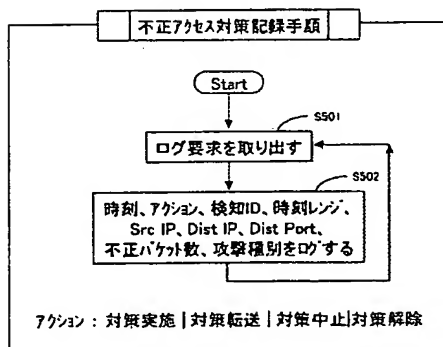 不正アクセス対策記録手順
Start
S501
ログ要求を取り出す
S502
時刻、アクション、検知ID、時刻レンジ、
Src IP、Dist IP、Dist Port、
不正パケット数、攻撃種別をログする
アクション : 対策実施 | 対策転送 | 対策中止|対策解除